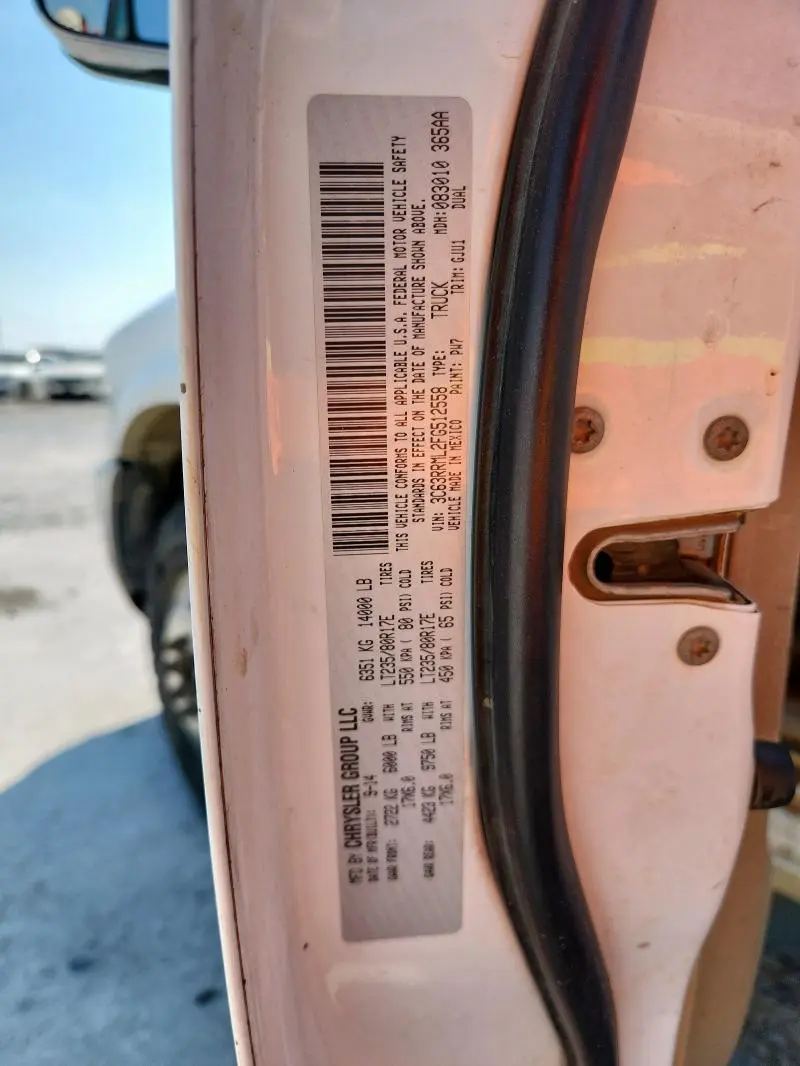 MFD BY CHRYSLER GROUP LLC
DATE OF MFR: 9-14 GVWR: 6351 KG 14000 LB
GAWR FRONT: 2722 KG 6000 LB WITH LT235/80R17E TIRES
17X6.0 RIMS AT 550 KPA ( 80 PSI) COLD
GAWR REAR: 4423 KG 9750 LB WITH LT235/80R17E TIRES
17X6.0 RIMS AT 450 KPA ( 65 PSI) COLD
THIS VEHICLE CONFORMS TO ALL APPLICABLE U.S.A. FEDERAL MOTOR VEHICLE SAFETY
STANDARDS IN EFFECT ON THE DATE OF MANUFACTURE SHOWN ABOVE.
VIN: 3C63RRML2FG512558 TYPE: TRUCK MDH:083010 365AA
VEHICLE MADE IN MEXICO PAINT: PW7 TRIM: GJU1 DUAL